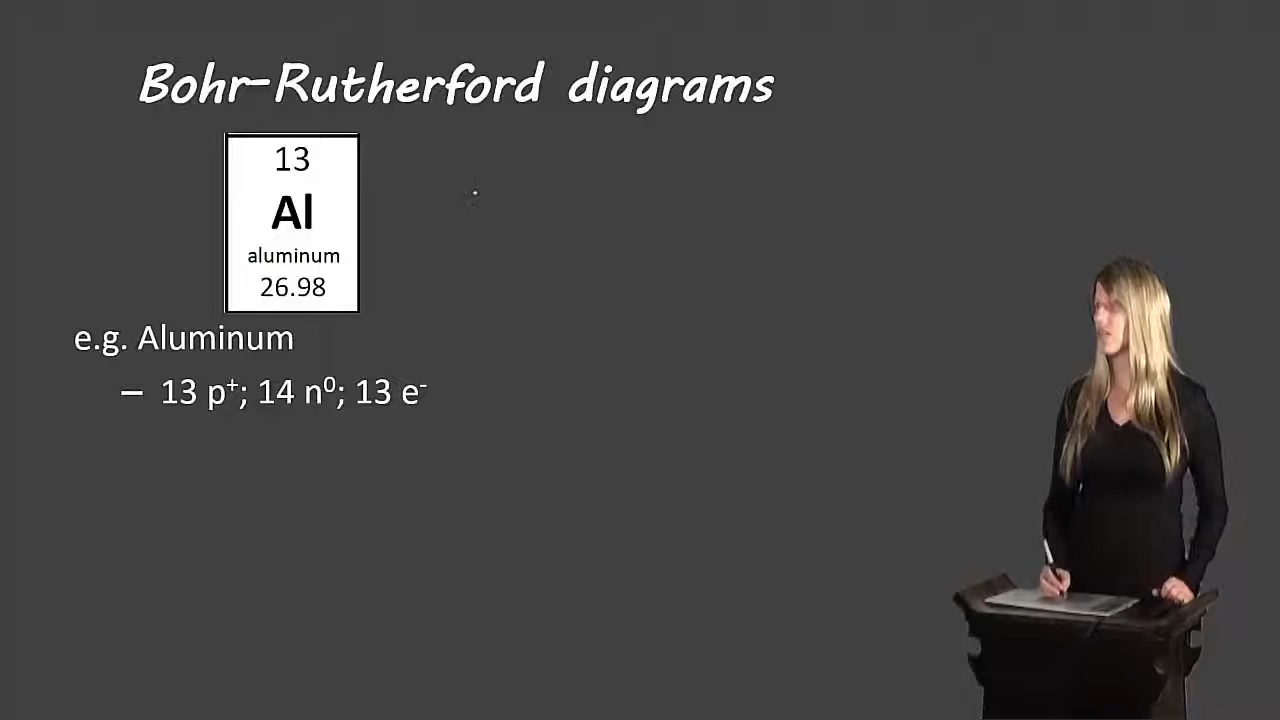 Bohr-Rutherford diagrams
13
Al
aluminum
26.98
e.g. Aluminum
– 13 p⁺; 14 n⁰; 13 e⁻